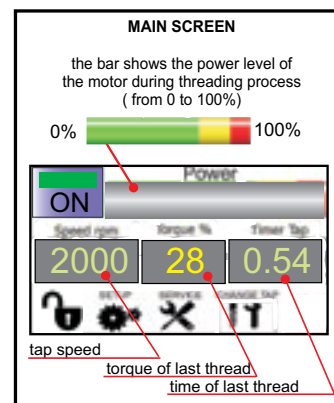 MAIN SCREEN
the bar shows the power level of
the motor during threading process
( from 0 to 100%)
0% 100%
Power
ON
Speed rpm Torque % Timer Tap
2000 28 0.54
SETUP SERVICE CHANGE TAP
tap speed
torque of last thread
time of last thread